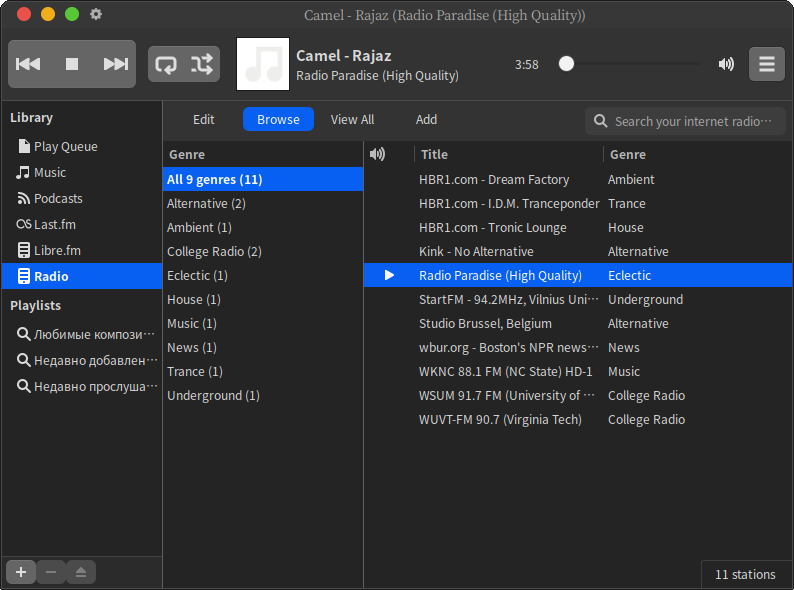 Camel - Rajaz (Radio Paradise (High Quality))
Camel - Rajaz
Radio Paradise (High Quality)
3:58
Library
Play Queue
Music
Podcasts
Last.fm
Libre.fm
Radio
Playlists
Любимые компози···
Недавно добавлен···
Недавно прослуша···
Edit Browse View All Add
Search your internet radio···
Genre
All 9 genres (11)
Alternative (2)
Ambient (1)
College Radio (2)
Eclectic (1)
House (1)
Music (1)
News (1)
Trance (1)
Underground (1)
Title Genre
HBR1.com - Dream Factory Ambient
HBR1.com - I.D.M. Tranceponder Trance
HBR1.com - Tronic Lounge House
Kink - No Alternative Alternative
Radio Paradise (High Quality) Eclectic
StartFM - 94.2MHz, Vilnius Uni··· Underground
Studio Brussel, Belgium Alternative
wbur.org - Boston's NPR news··· News
WKNC 88.1 FM (NC State) HD-1 Music
WSUM 91.7 FM (University of ··· College Radio
WUVT-FM 90.7 (Virginia Tech) College Radio
11 stations